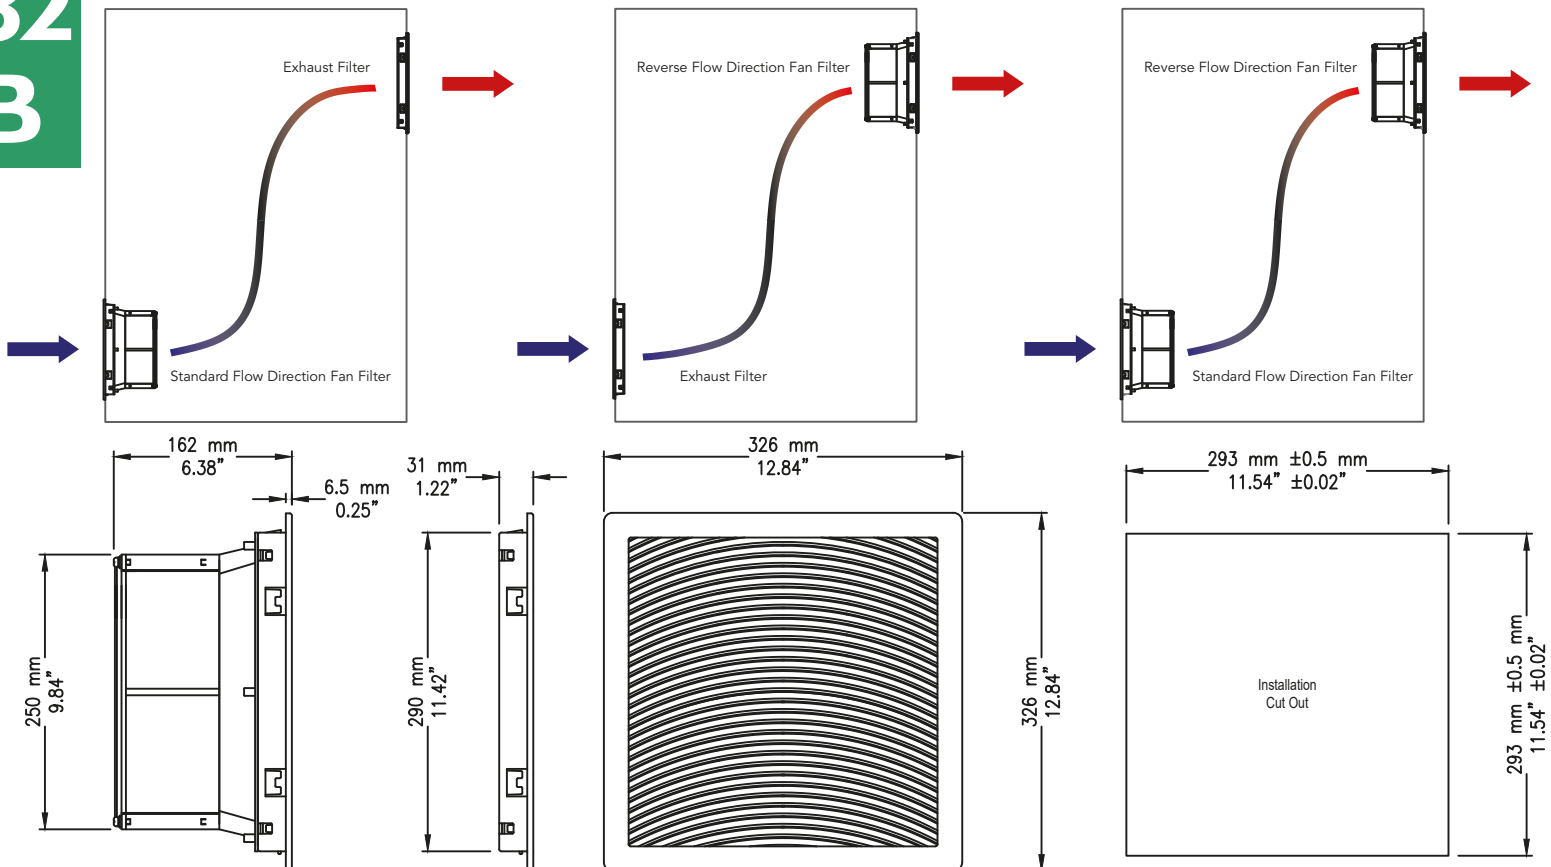 32
B
Exhaust Filter
Standard Flow Direction Fan Filter
Reverse Flow Direction Fan Filter
Exhaust Filter
Reverse Flow Direction Fan Filter
Standard Flow Direction Fan Filter
162 mm
6.38”
6.5 mm
0.25”
250 mm
9.84”
31 mm
1.22”
290 mm
11.42”
326 mm
12.84”
326 mm
12.84”
293 mm ±0.5 mm
11.54” ±0.02”
Installation
Cut Out
293 mm ±0.5 mm
11.54” ±0.02”